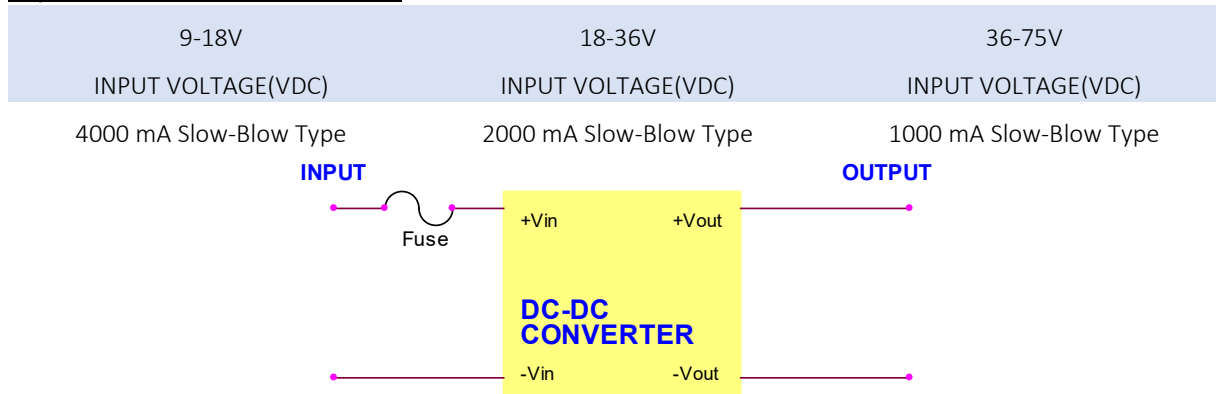 9-18V 18-36V 36-75V
INPUT VOLTAGE(VDC) INPUT VOLTAGE(VDC) INPUT VOLTAGE(VDC)
4000 mA Slow-Blow Type 2000 mA Slow-Blow Type 1000 mA Slow-Blow Type
INPUT OUTPUT
+Vin +Vout
Fuse
DC-DC
CONVERTER
-Vin -Vout